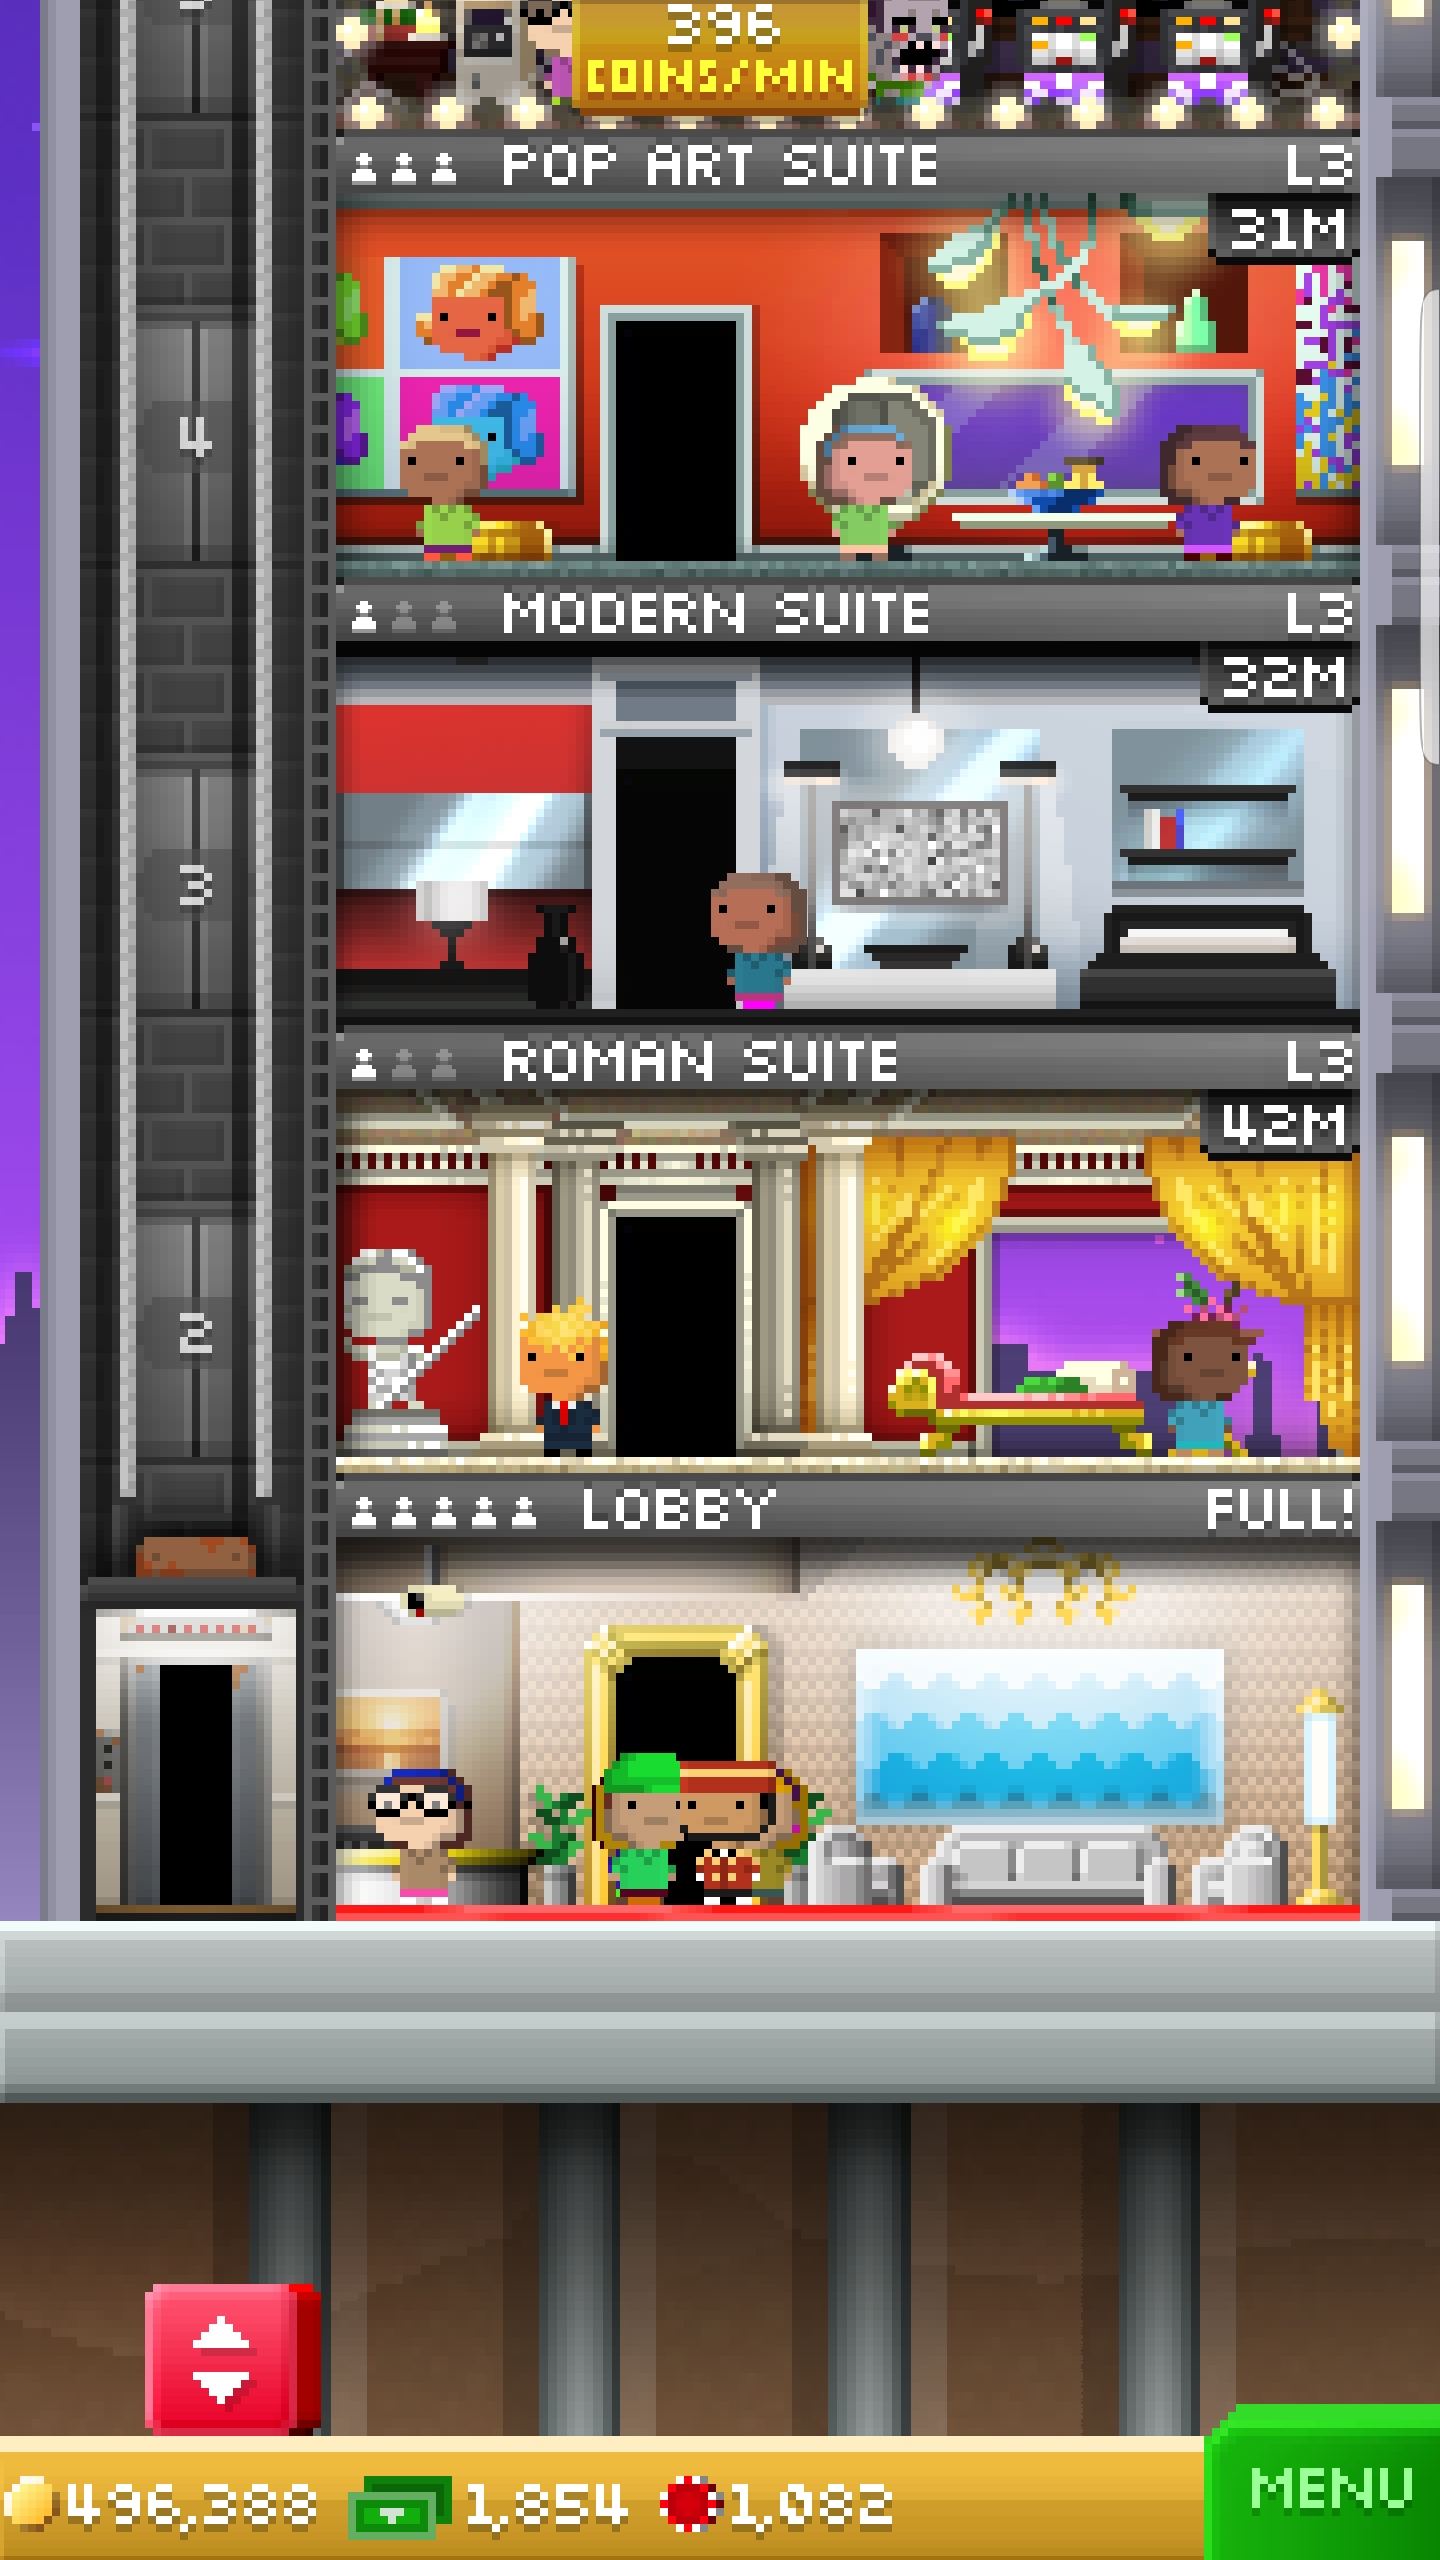 396
COINS/MIN
POP ART SUITE L3
31M
4
MODERN SUITE L3
32M
3
ROMAN SUITE L3
42M
2
LOBBY FULL!
496,388 1,854 1,082
MENU